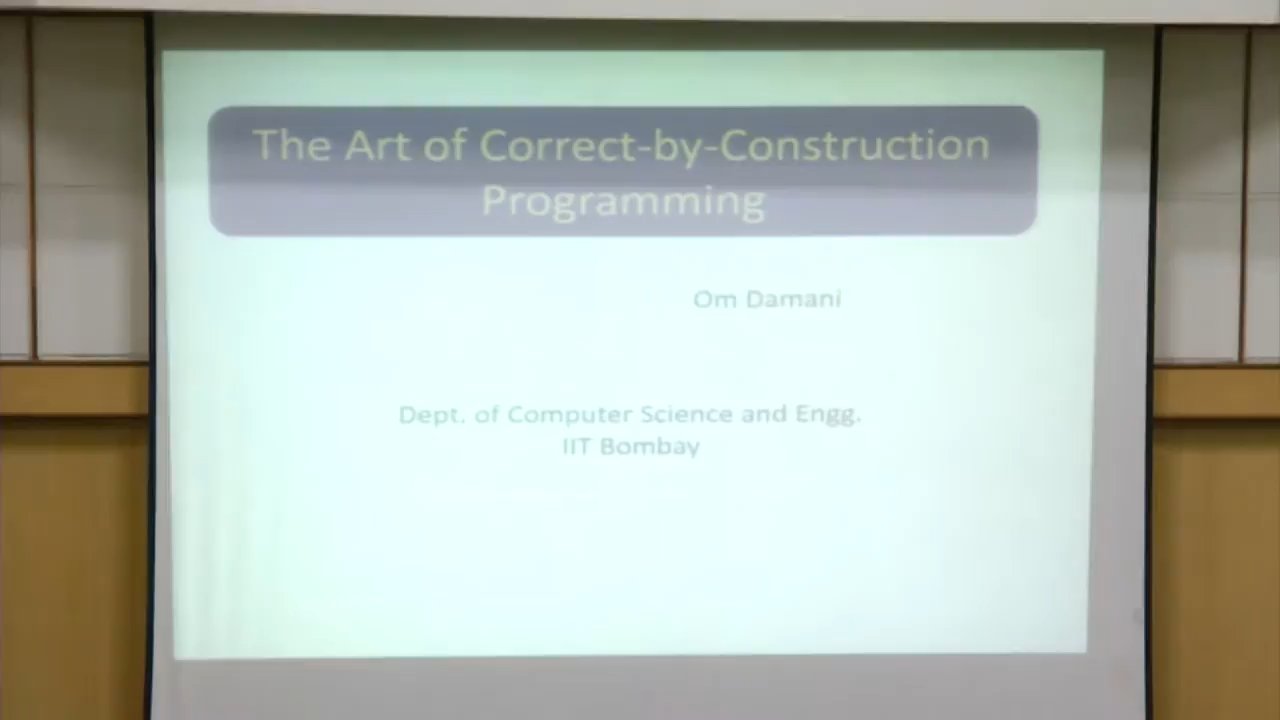 The Art of Correct-by-Construction
Programming
Om Damani
Dept. of Computer Science and Engg.
IIT Bombay